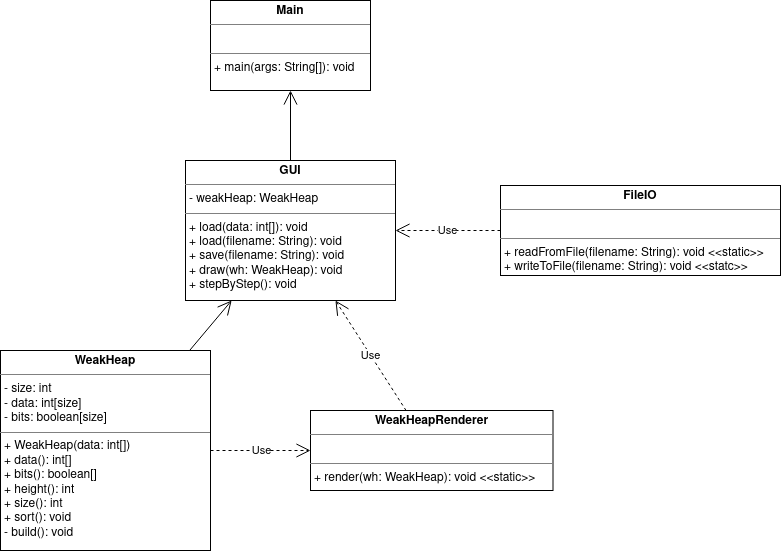 Main
+ main(args: String[]): void
GUI
- weakHeap: WeakHeap
+ load(data: int[]): void
+ load(filename: String): void
+ save(filename: String): void
+ draw(wh: WeakHeap): void
+ stepByStep(): void
Use
FileIO
+ readFromFile(filename: String): void <<static>>
+ writeToFile(filename: String): void <<statc>>
Use
WeakHeap
- size: int
- data: int[size]
- bits: boolean[size]
+ WeakHeap(data: int[])
+ data(): int[]
+ bits(): boolean[]
+ height(): int
+ size(): int
+ sort(): void
- build(): void
Use
WeakHeapRenderer
+ render(wh: WeakHeap): void <<static>>